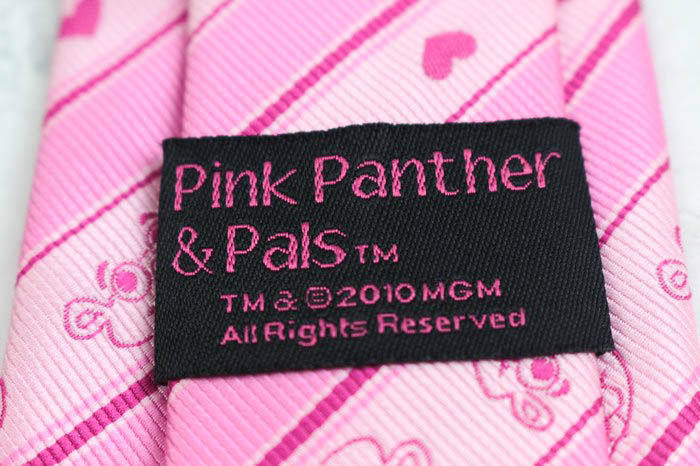 Pink Panther
& Pals™
TM & © 2010 MGM
All Rights Reserved